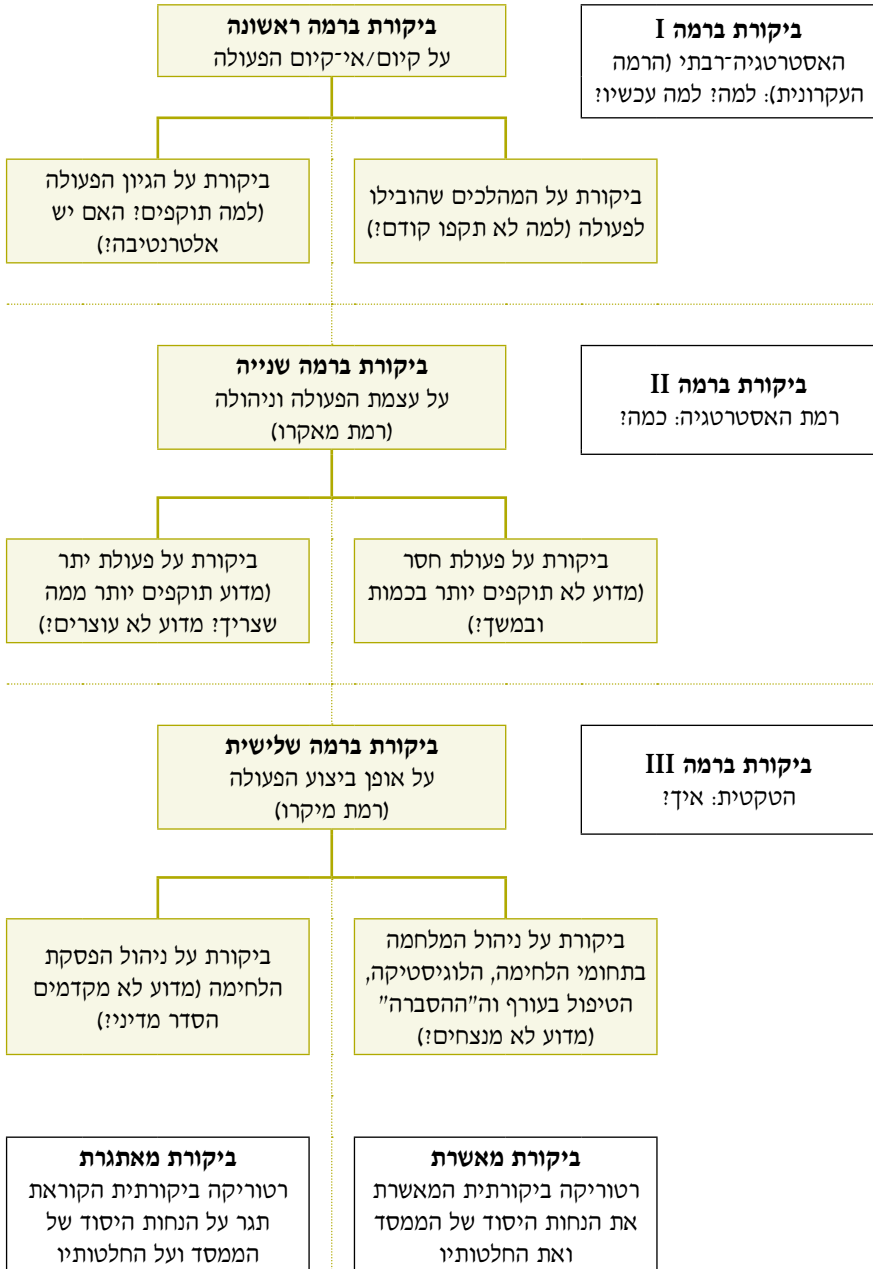 ביקורת ברמה I
האסטרטגיה־רבתי (הרמה
העקרונית): למה? למה עכשיו?
ביקורת ברמה ראשונה
על קיום/אי־קיום הפעולה
ביקורת על המהלכים שהובילו
לפעולה (למה לא תקפו קודם?)
ביקורת על הגיון הפעולה
(למה תוקפים? האם יש
אלטרנטיבה?)
ביקורת ברמה II
רמת האסטרטגיה: כמה?
ביקורת ברמה שנייה
על עצמת הפעולה וניהולה
(רמת מאקרו)
ביקורת על פעולת חסר
(מדוע לא תוקפים יותר בכמות
ובמשך?)
ביקורת על פעולת יתר
(מדוע תוקפים יותר ממה
שצריך? מדוע לא עוצרים?)
ביקורת ברמה III
הטקטית: איך?
ביקורת ברמה שלישית
על אופן ביצוע הפעולה
(רמת מיקרו)
ביקורת על ניהול המלחמה
בתחומי הלחימה, הלוגיסטיקה,
הטיפול בעורף וה"ההסברה"
(מדוע לא מנצחים?)
ביקורת על ניהול הפסקת
הלחימה (מדוע לא מקדמים
הסדר מדיני?)
ביקורת מאשרת
רטוריקה ביקורתית המאשרת
את הנחות היסוד של הממסד
ואת החלטותיו
ביקורת מאתגרת
רטוריקה ביקורתית הקוראת
תגר על הנחות היסוד של
הממסד ועל החלטותיו